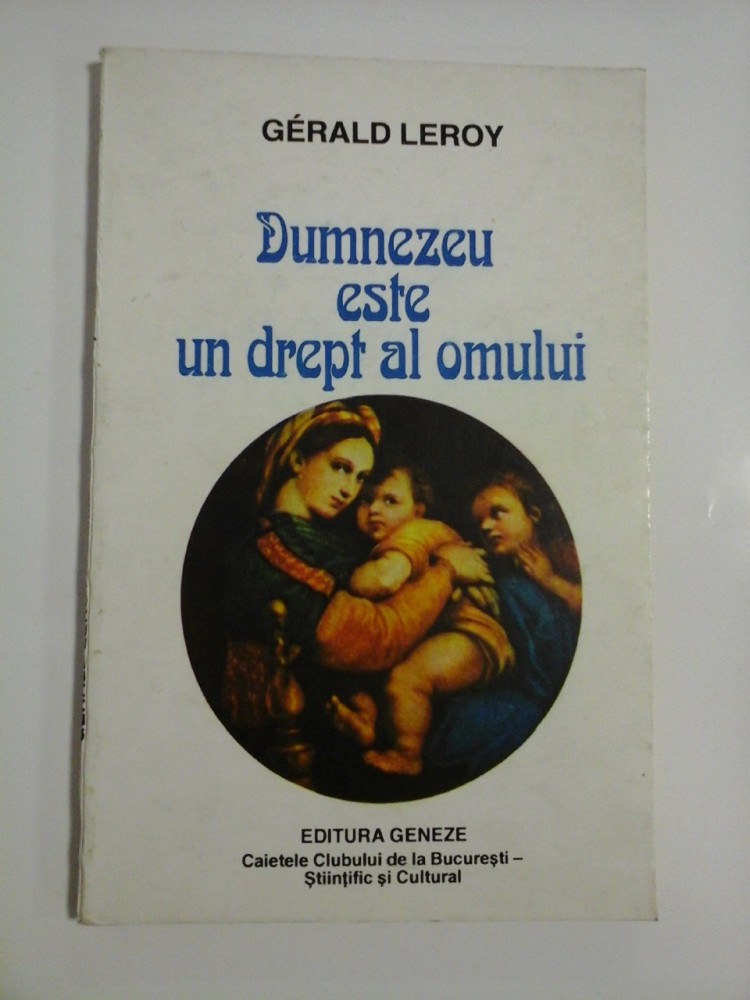 GÉRALD LEROY
Dumnezeu
este
un drept al omului
EDITURA GENEZE
Caietele Clubului de la București –
Științific și Cultural